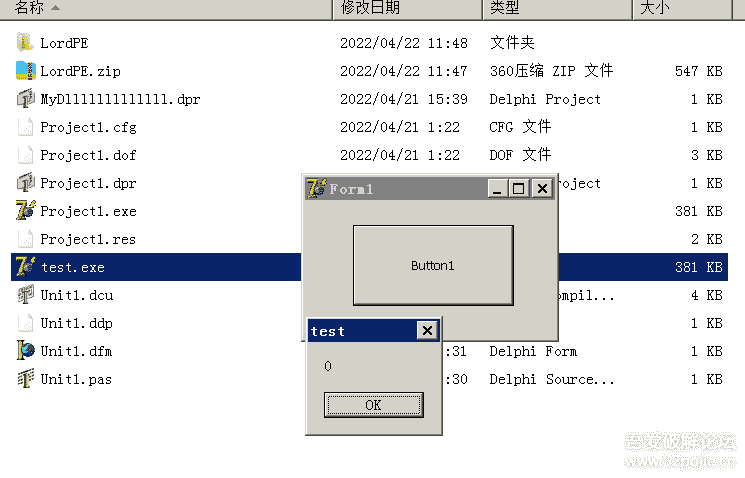 名称 修改日期 类型 大小
LordPE 2022/04/22 11:48 文件夹
LordPE.zip 2022/04/22 11:47 360压缩 ZIP 文件 547 KB
MyDlllllllllllll.dpr 2022/04/21 15:39 Delphi Project 1 KB
Project1.cfg 2022/04/21 1:22 CFG 文件 1 KB
Project1.dof 2022/04/21 1:22 DOF 文件 3 KB
Project1.dpr roject 1 KB
Form1
Project1.exe 381 KB
Project1.res 2 KB
Button1
test.exe 381 KB
Unit1.dcu ompil... 4 KB
Unit1.ddp 1 KB
test
Unit1.dfm :31 Delphi Form 1 KB
0
Unit1.pas :30 Delphi Source... 1 KB
OK
吾爱破解论坛
www.52pojie.cn